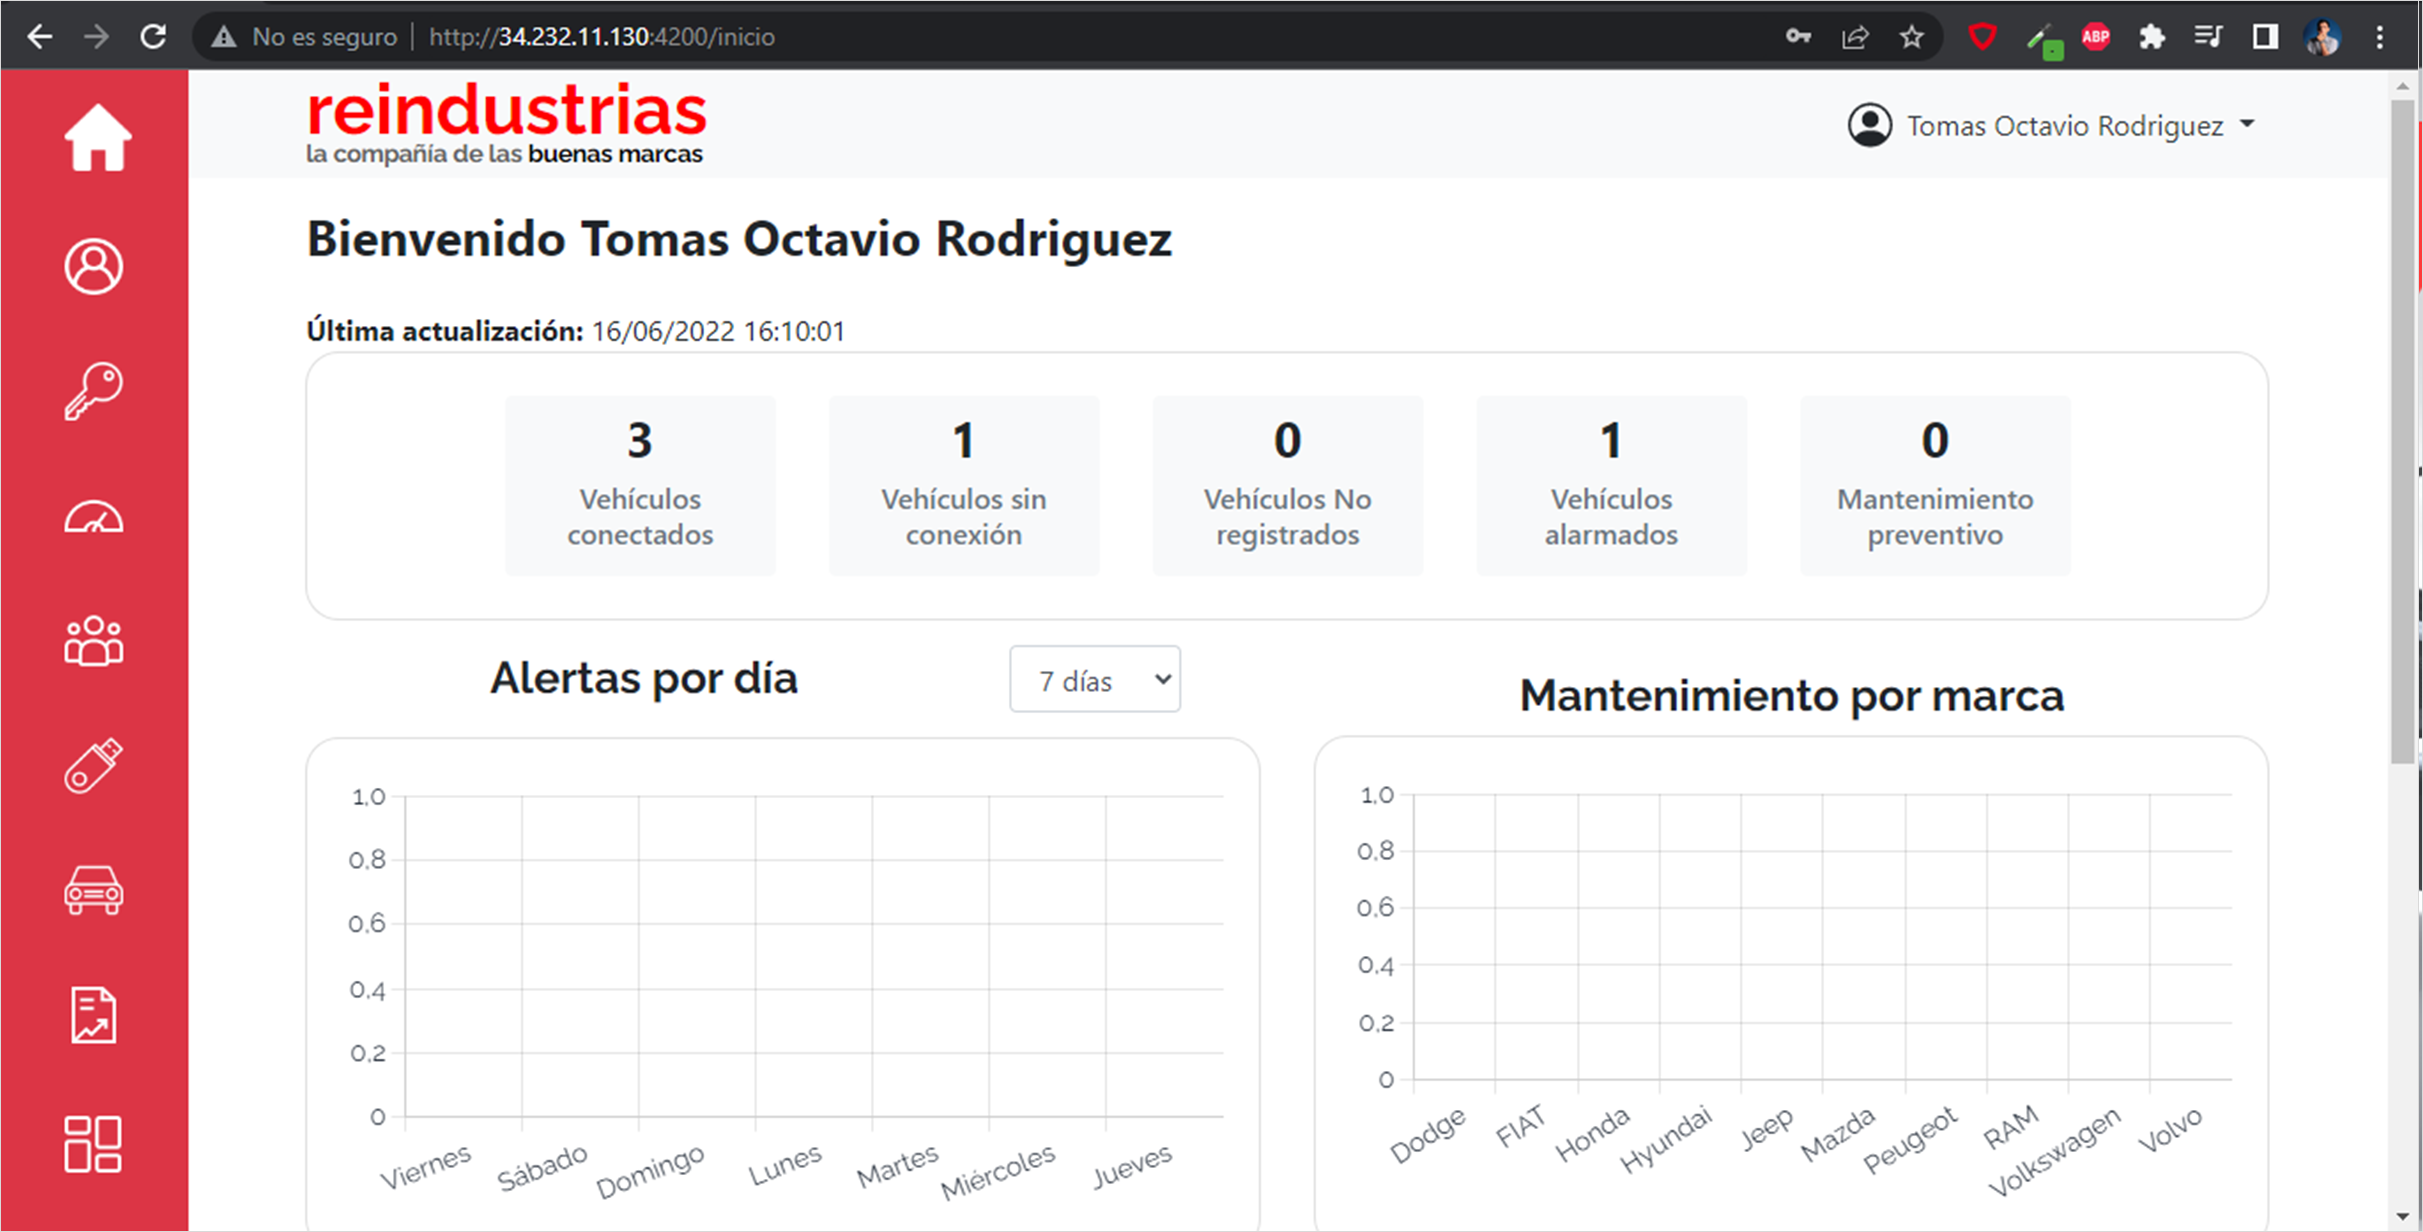 No es seguro | http://34.232.11.130:4200/inicio
ABP
reindustrias
la compañía de las buenas marcas
Tomas Octavio Rodriguez
Bienvenido Tomas Octavio Rodriguez
Última actualización: 16/06/2022 16:10:01
3
Vehículos
conectados
1
Vehículos sin
conexión
0
Vehículos No
registrados
1
Vehículos
alarmados
0
Mantenimiento
preventivo
Alertas por día
7 días
1,0
0,8
0,6
0,4
0,2
0
Viernes
Sábado
Domingo
Lunes
Martes
Miércoles
Jueves
Mantenimiento por marca
1,0
0,8
0,6
0,4
0,2
0
Dodge
FIAT
Honda
Hyundai
Jeep
Mazda
Peugeot
RAM
Volkswagen
Volvo